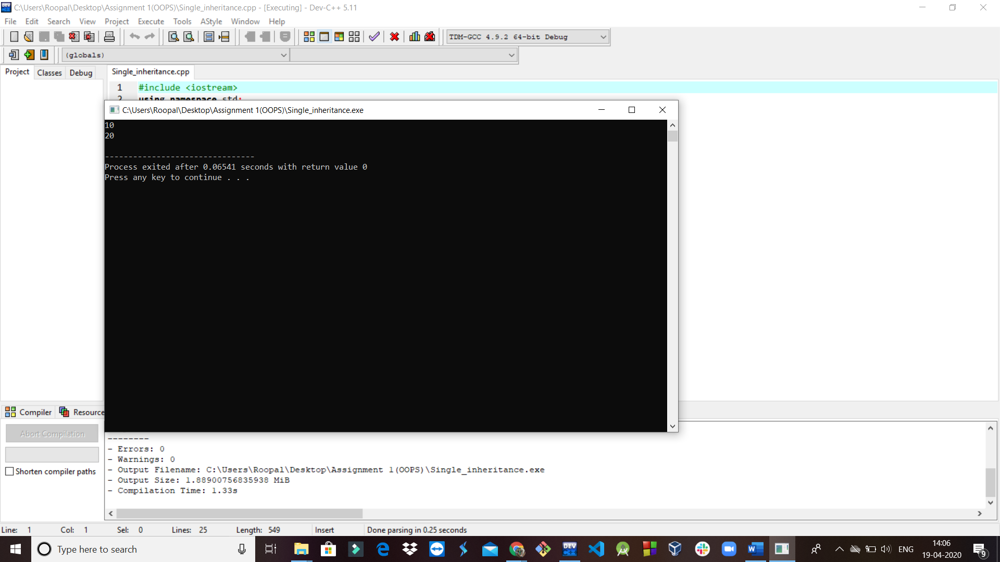 C:\Users\Roopal\Desktop\Assignment 1(OOPS)\Single_inheritance.cpp - [Executing] - Dev-C++ 5.11
File Edit Search View Project Execute Tools AStyle Window Help
TDM-GCC 4.9.2 64-bit Debug
(globals)
Project Classes Debug Single_inheritance.cpp
1 #include <iostream>
2 using namespace std;
C:\Users\Roopal\Desktop\Assignment 1(OOPS)\Single_inheritance.exe
10
20
--------------------------------
Process exited after 0.06541 seconds with return value 0
Press any key to continue . . .
Compiler Resource
Abort Compilation
Shorten compiler paths
--------
- Errors: 0
- Warnings: 0
- Output Filename: C:\Users\Roopal\Desktop\Assignment 1(OOPS)\Single_inheritance.exe
- Output Size: 1.88900756835938 MiB
- Compilation Time: 1.33s
Line: 1 Col: 1 Sel: 0 Lines: 25 Length: 549 Insert Done parsing in 0.25 seconds
Type here to search
DEV C++
ENG
14:06
19-04-2020
9